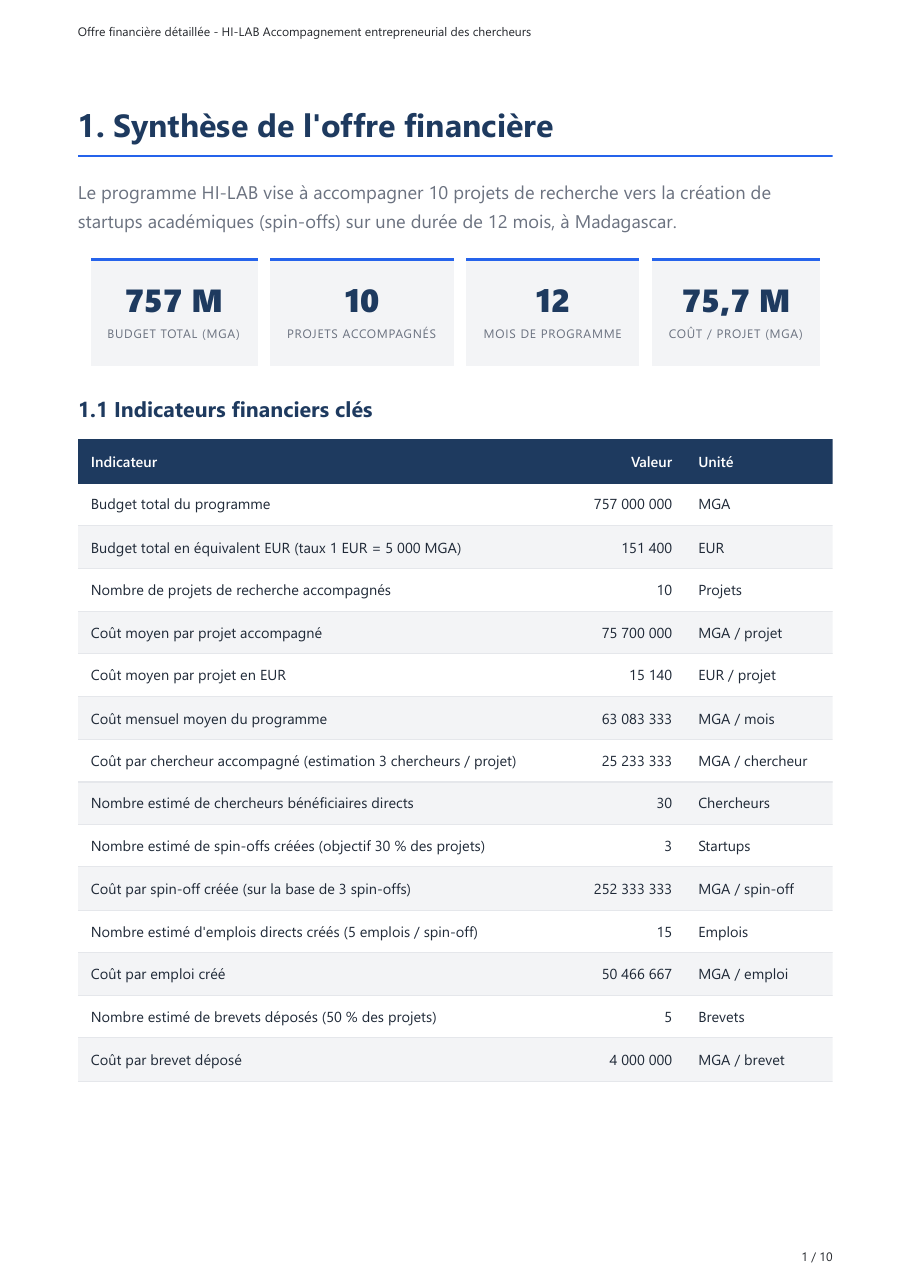 Offre financière détaillée - HI-LAB Accompagnement entrepreneurial des chercheurs
1. Synthèse de l'offre financière
Le programme HI-LAB vise à accompagner 10 projets de recherche vers la création de
startups académiques (spin-offs) sur une durée de 12 mois, à Madagascar.
757 M 10 12 75,7 M
BUDGET TOTAL (MGA) PROJETS ACCOMPAGNÉS MOIS DE PROGRAMME COÛT / PROJET (MGA)
1.1 Indicateurs financiers clés
Indicateur Valeur Unité
Budget total du programme 757 000 000 MGA
Budget total en équivalent EUR (taux 1 EUR = 5 000 MGA) 151 400 EUR
Nombre de projets de recherche accompagnés 10 Projets
Coût moyen par projet accompagné 75 700 000 MGA / projet
Coût moyen par projet en EUR 15 140 EUR / projet
Coût mensuel moyen du programme 63 083 333 MGA / mois
Coût par chercheur accompagné (estimation 3 chercheurs / projet) 25 233 333 MGA / chercheur
Nombre estimé de chercheurs bénéficiaires directs 30 Chercheurs
Nombre estimé de spin-offs créées (objectif 30 % des projets) 3 Startups
Coût par spin-off créée (sur la base de 3 spin-offs) 252 333 333 MGA / spin-off
Nombre estimé d'emplois directs créés (5 emplois / spin-off) 15 Emplois
Coût par emploi créé 50 466 667 MGA / emploi
Nombre estimé de brevets déposés (50 % des projets) 5 Brevets
Coût par brevet déposé 4 000 000 MGA / brevet
1 / 10